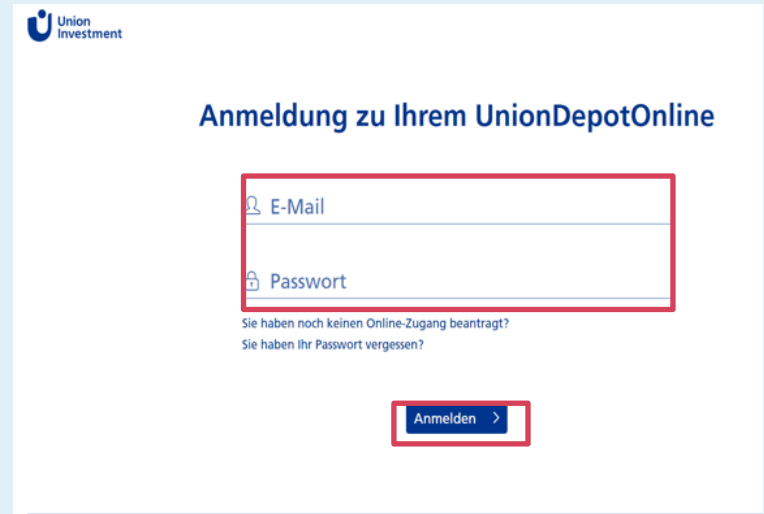 Union
Investment
Anmeldung zu Ihrem UnionDepotOnline
E-Mail
Passwort
Sie haben noch keinen Online-Zugang beantragt?
Sie haben Ihr Passwort vergessen?
Anmelden